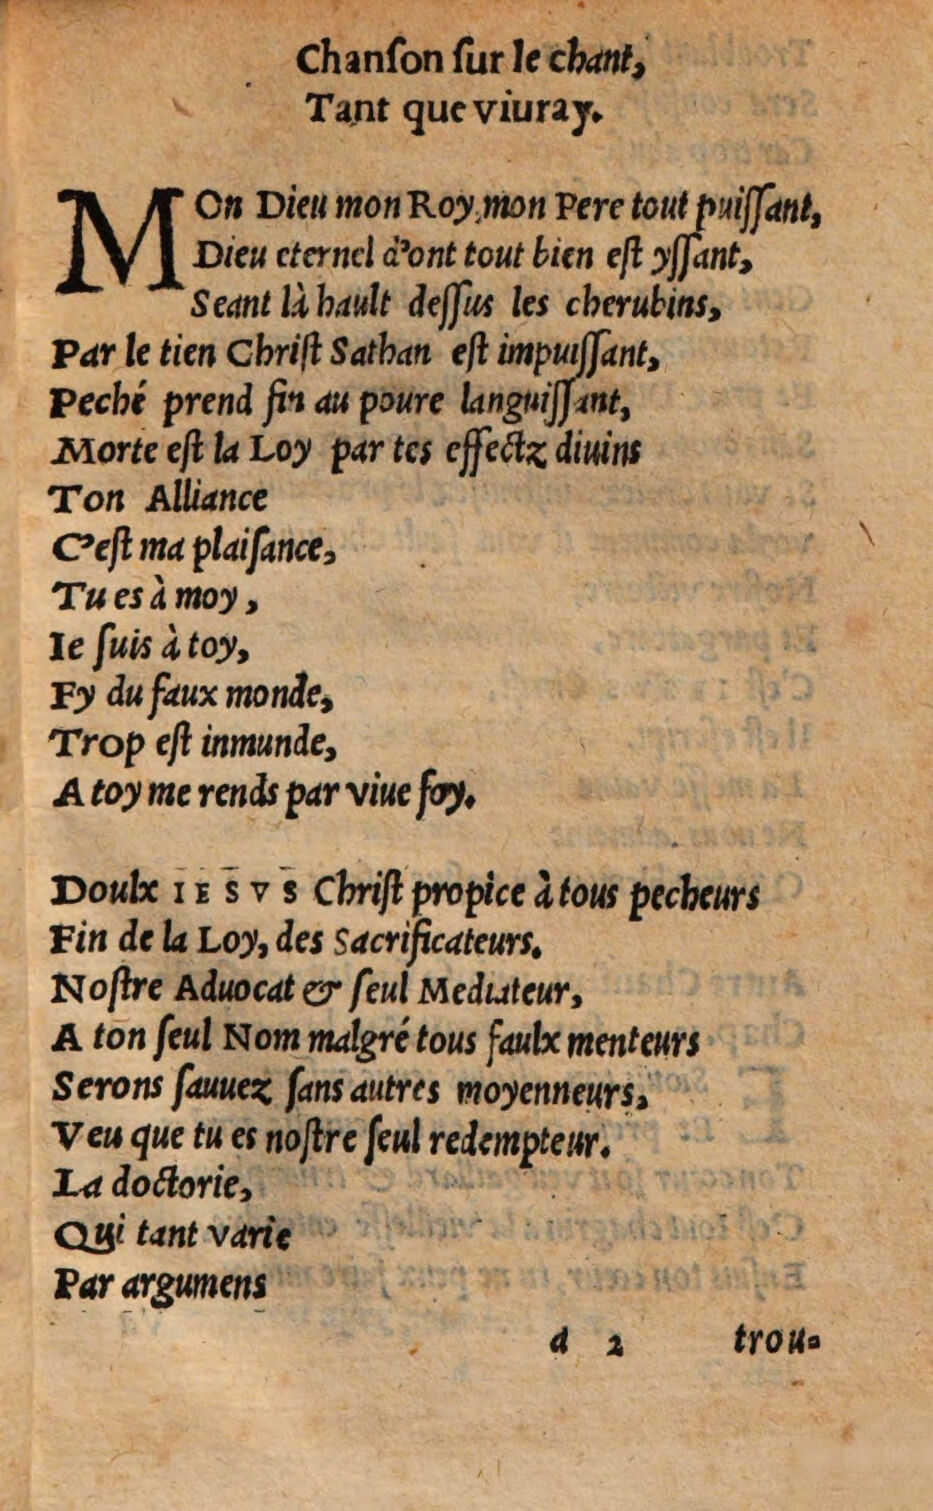 Chanſon ſur le chant,
Tant que viuray.
MOn Dieu mon Roy, mon Pere tout puiſſant,
Dieu eternel d'ont tout bien eſt yſſant,
Seant là hault deſſus les cherubins,
Par le tien Chriſt Sathan eſt impuiſſant,
Peché prend fin au poure languiſſant,
Morte eſt la Loy par tes effectz diuins
Ton Alliance
C'eſt ma plaiſance,
Tu es à moy,
Ie ſuis à toy,
Fy du faux monde,
Trop eſt inmunde,
A toy me rends par viue foy.
Doulx IESVS Chriſt propice à tous pecheurs
Fin de la Loy, des Sacrificateurs.
Noſtre Aduocat & ſeul Mediateur,
A ton ſeul Nom malgré tous faulx menteurs
Serons ſauuez ſans autres moyenneurs,
Veu que tu es noſtre ſeul redempteur.
La doctorie,
Qui tant varie
Par argumens
d 2 trou-